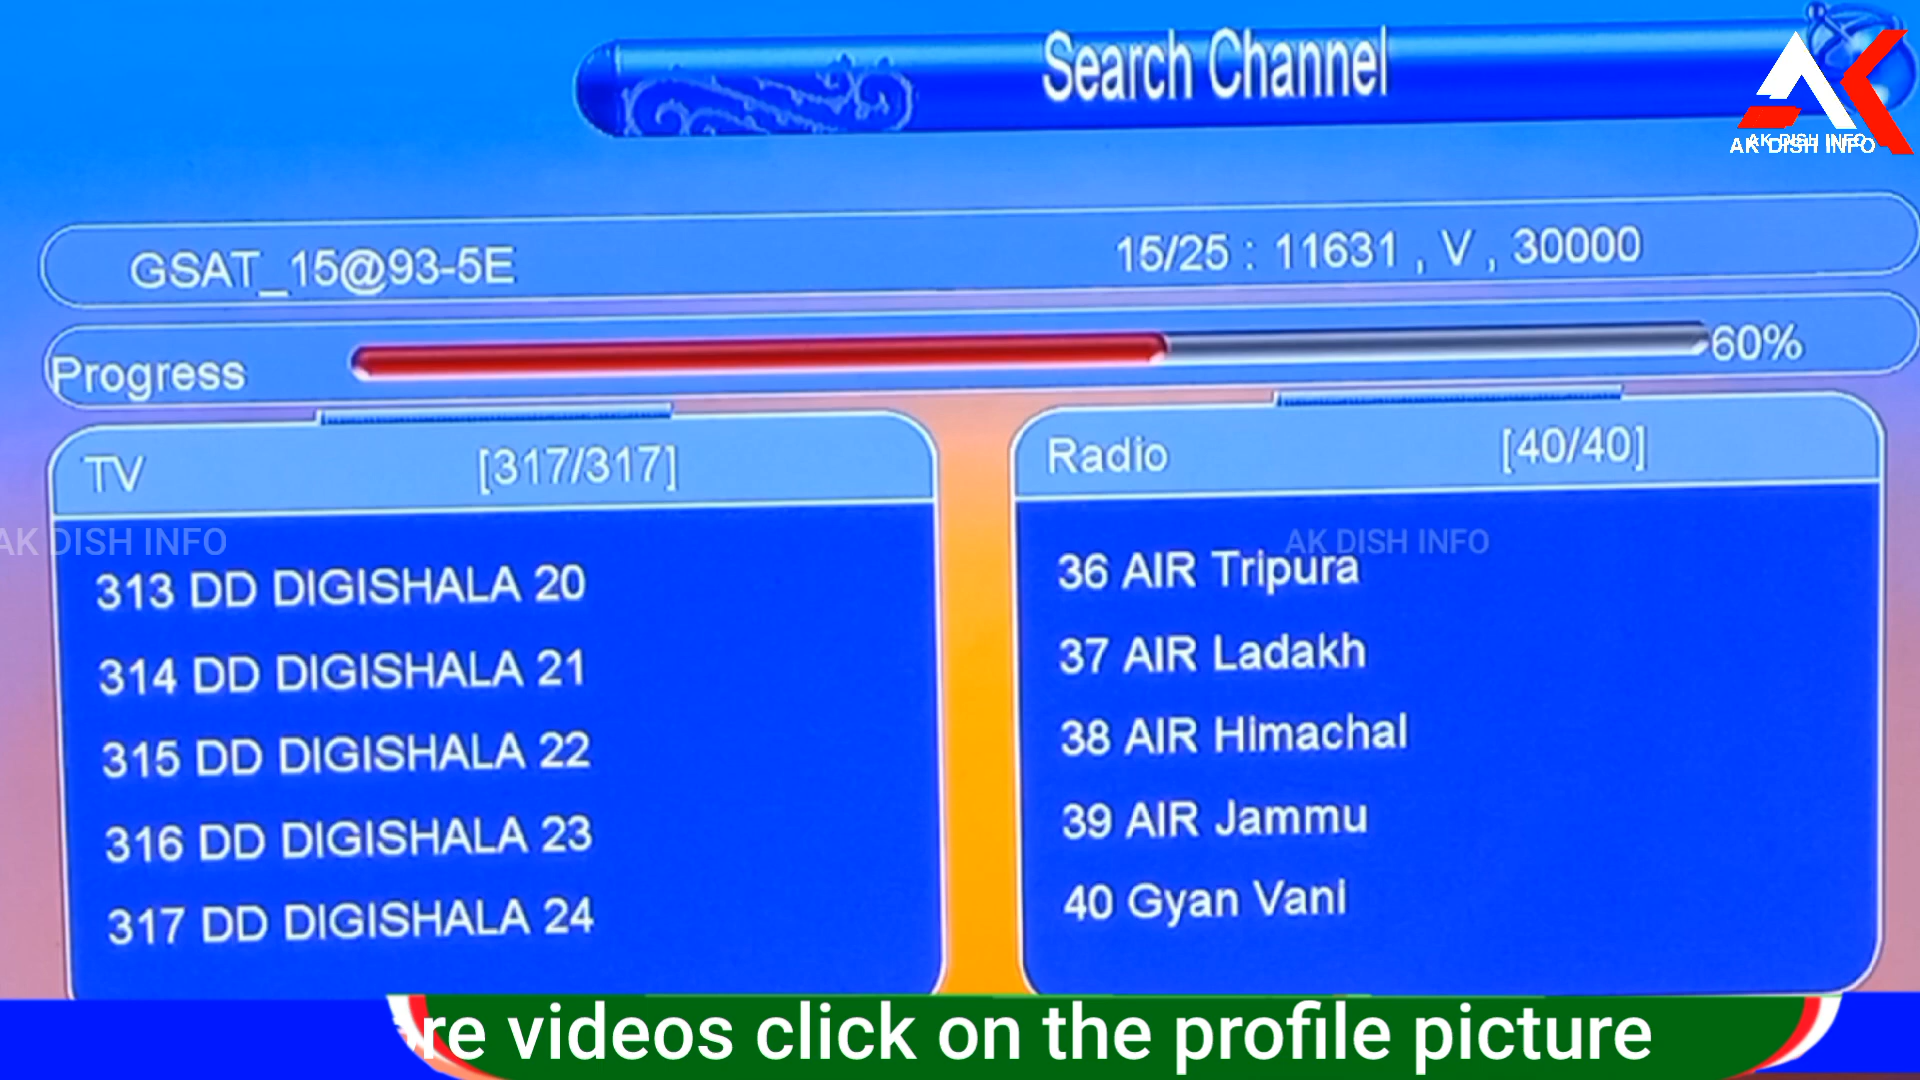 Search Channel
AK DISH INFO
AK DISH INFO
GSAT_15@93-5E
15/25 : 11631 , V , 30000
Progress
60%
TV [317/317]
313 DD DIGISHALA 20
314 DD DIGISHALA 21
315 DD DIGISHALA 22
316 DD DIGISHALA 23
317 DD DIGISHALA 24
Radio [40/40]
36 AIR Tripura
37 AIR Ladakh
38 AIR Himachal
39 AIR Jammu
40 Gyan Vani
AK DISH INFO
AK DISH INFO
re videos click on the profile picture